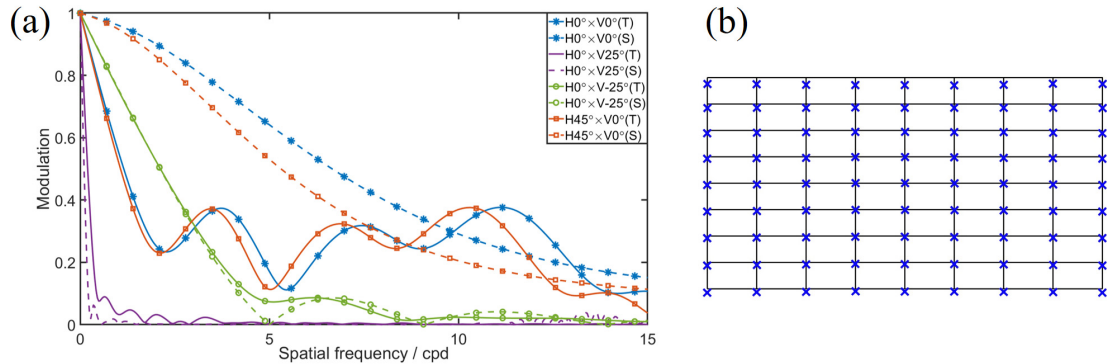 (a)
1
0.8
0.6
0.4
0.2
0
Modulation
0
5
10
15
Spatial frequency / cpd
H0°×V0°(T)
H0°×V0°(S)
H0°×V25°(T)
H0°×V25°(S)
H0°×V-25°(T)
H0°×V-25°(S)
H45°×V0°(T)
H45°×V0°(S)
(b)